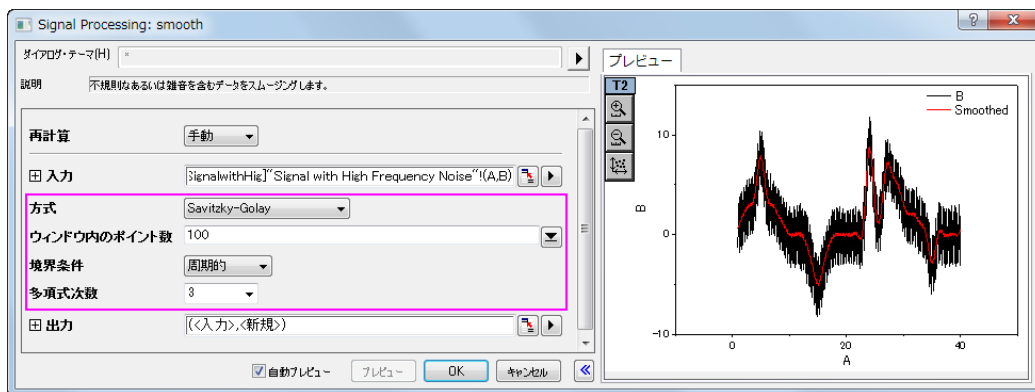 Signal Processing: smooth
ダイアログ・テーマ(H) *
説明 不規則なあるいは雑音を含むデータをスムージングします。
再計算 手動
入力 SignalwithHig]"Signal with High Frequency Noise"!(A,B)
方式 Savitzky-Golay
ウィンドウ内のポイント数 100
境界条件 周期的
多項式次数 3
出力 (<入力>,<新規>)
自動プレビュー プレビュー OK キャンセル
プレビュー
T2
B
Smoothed
10
0
-10
B
0 20 40
A